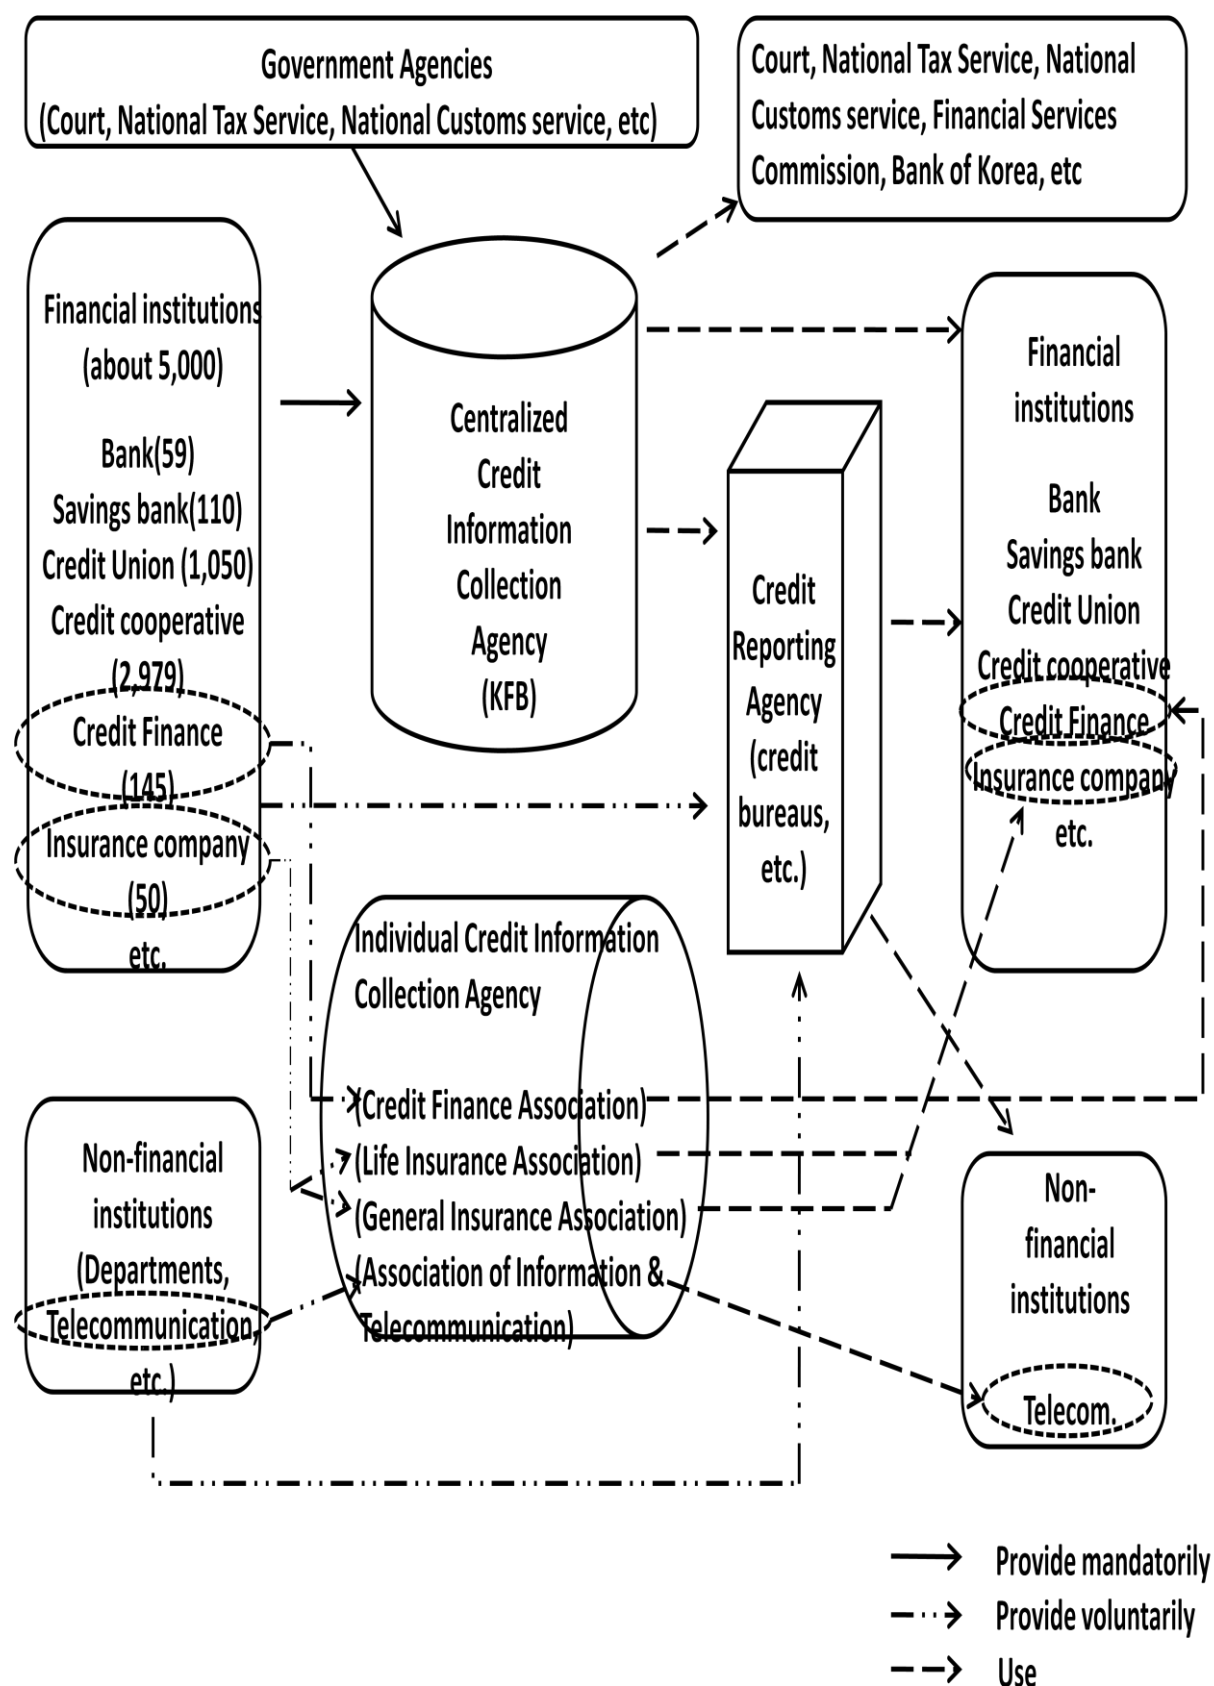 Government Agencies
(Court, National Tax Service, National Customs service, etc)
Court, National Tax Service, National
Customs service, Financial Services
Commission, Bank of Korea, etc
Financial institutions
(about 5,000)
Bank(59)
Savings bank(110)
Credit Union (1,050)
Credit cooperative
(2,979)
Credit Finance
(145)
Insurance company
(50)
etc.
Centralized
Credit
Information
Collection
Agency
(KFB)
Credit
Reporting
Agency
(credit
bureaus,
etc.)
Financial
institutions
Bank
Savings bank
Credit Union
Credit cooperative
Credit Finance
Insurance company
etc.
Individual Credit Information
Collection Agency
(Credit Finance Association)
(Life Insurance Association)
(General Insurance Association)
(Association of Information &
Telecommunication)
Non-financial
institutions
(Departments,
Telecommunication,
etc.)
Non-
financial
institutions
Telecom.
Provide mandatorily
Provide voluntarily
Use